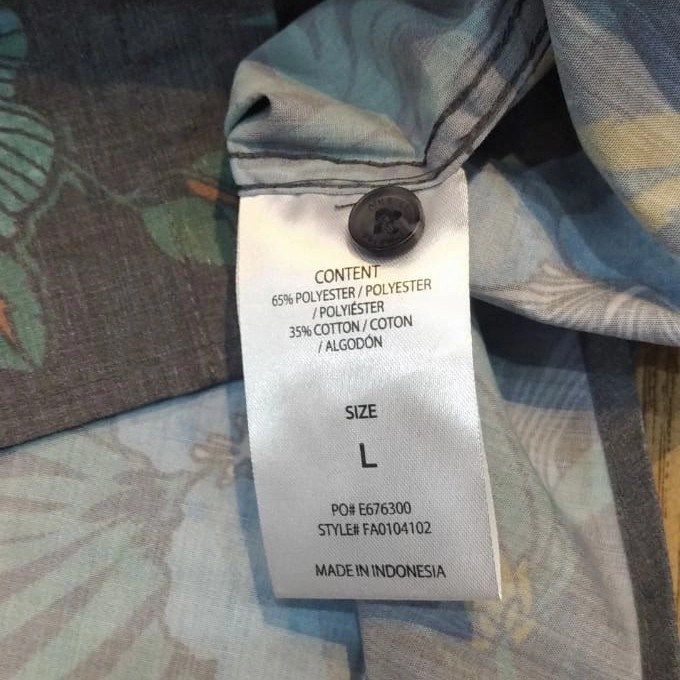 CONTENT
65% POLYESTER / POLYESTER
/ POLYIÉSTER
35% COTTON / COTON
/ ALGODÓN
SIZE
L
PO# E676300
STYLE# FA0104102
MADE IN INDONESIA